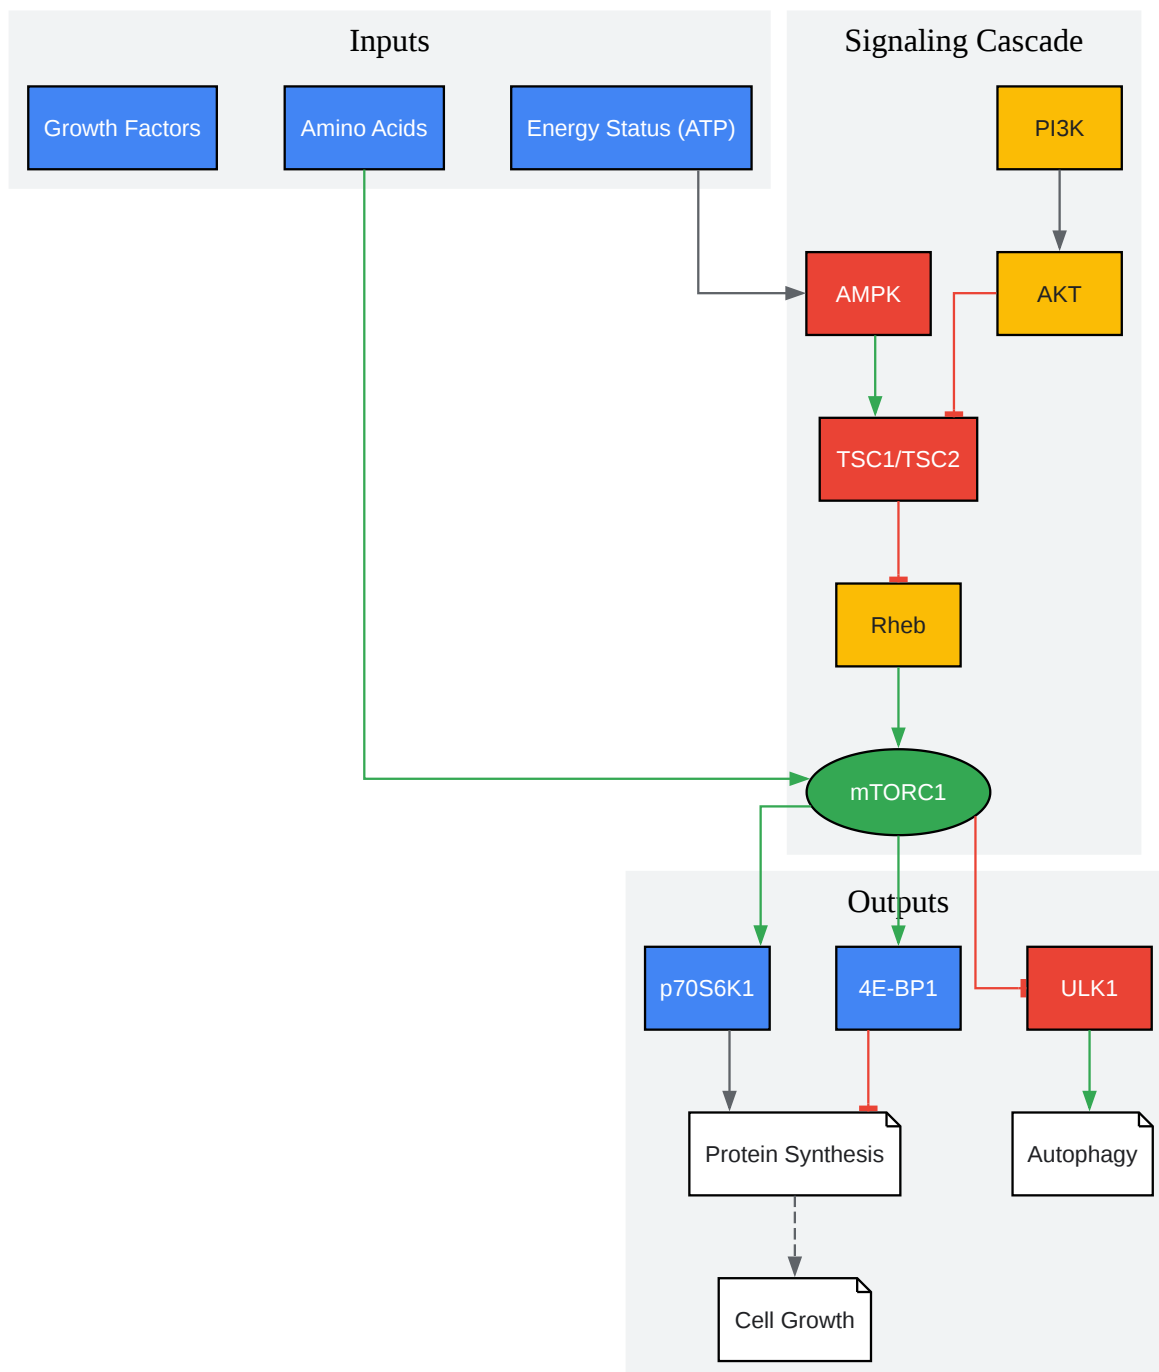 Inputs
Signaling Cascade
Growth Factors
Amino Acids
Energy Status (ATP)
PI3K
AMPK
AKT
TSC1/TSC2
Rheb
mTORC1
Outputs
p70S6K1
4E-BP1
ULK1
Protein Synthesis
Autophagy
Cell Growth